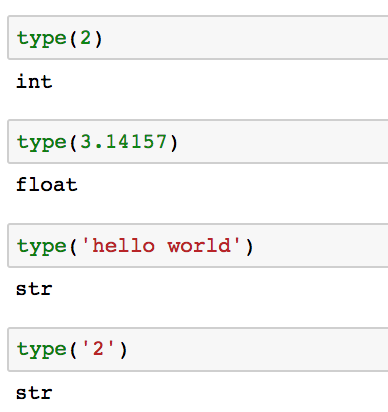 type(2)
int
type(3.14157)
float
type('hello world')
str
type('2')
str